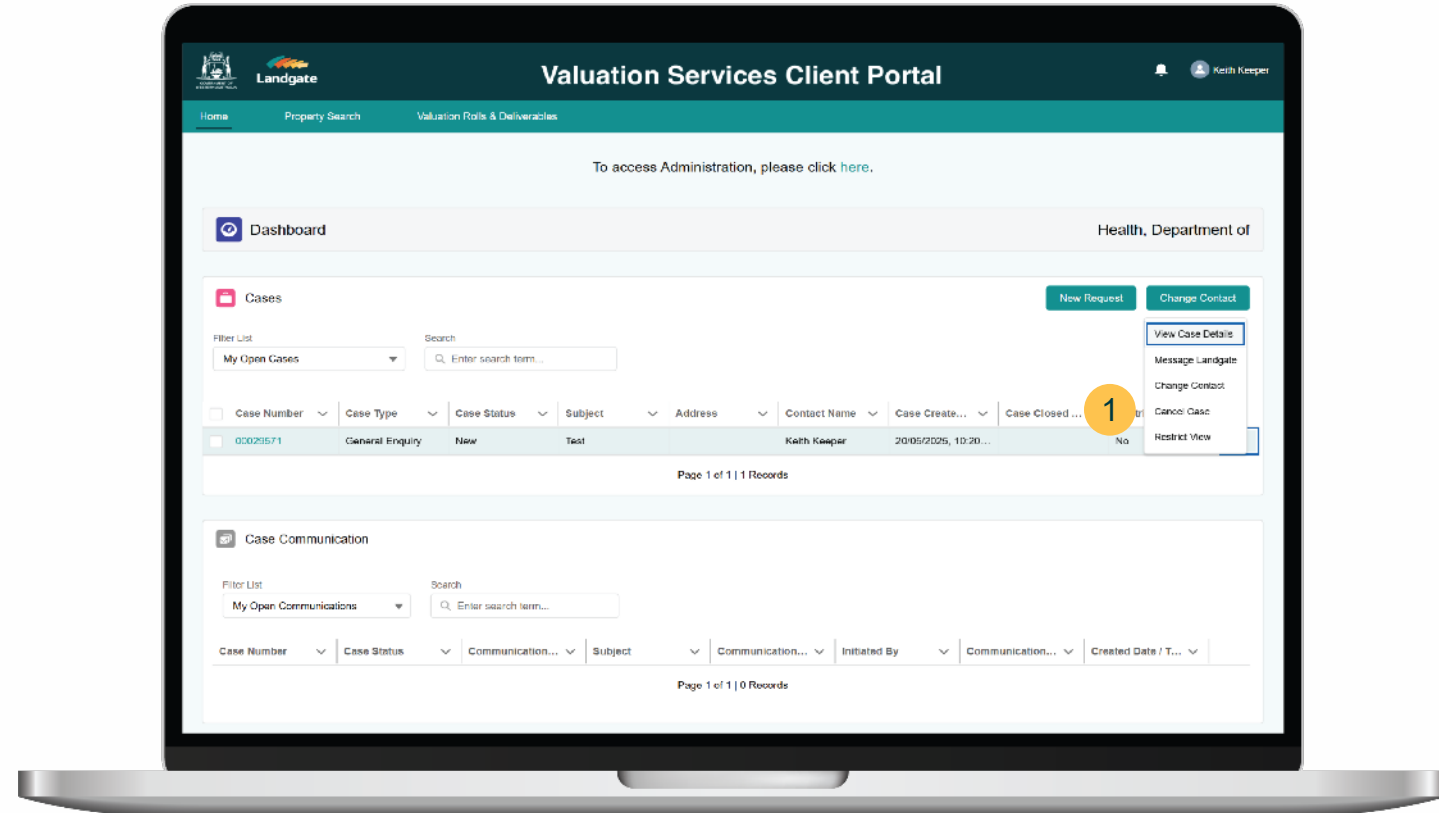 Landgate
Valuation Services Client Portal
Keith Keeper
Home Property Search Valuation Rolls & Deliverables
To access Administration, please click here.
Dashboard Health, Department of
Cases New Request Change Contact
Filter List Search
My Open Cases Enter search term...
View Case Details
Message Landgate
Change Contact
Cancel Case
Restrict View
1
Case Number Case Type Case Status Subject Address Contact Name Case Create... Case Closed ...
00029571 General Enquiry New Test Keith Keeper 20/05/2025, 10:20... No
Page 1 of 1 | 1 Records
Case Communication
Filter List Search
My Open Communications Enter search term...
Case Number Case Status Communication... Subject Communication... Initiated By Communication... Created Date / T...
Page 1 of 1 | 0 Records